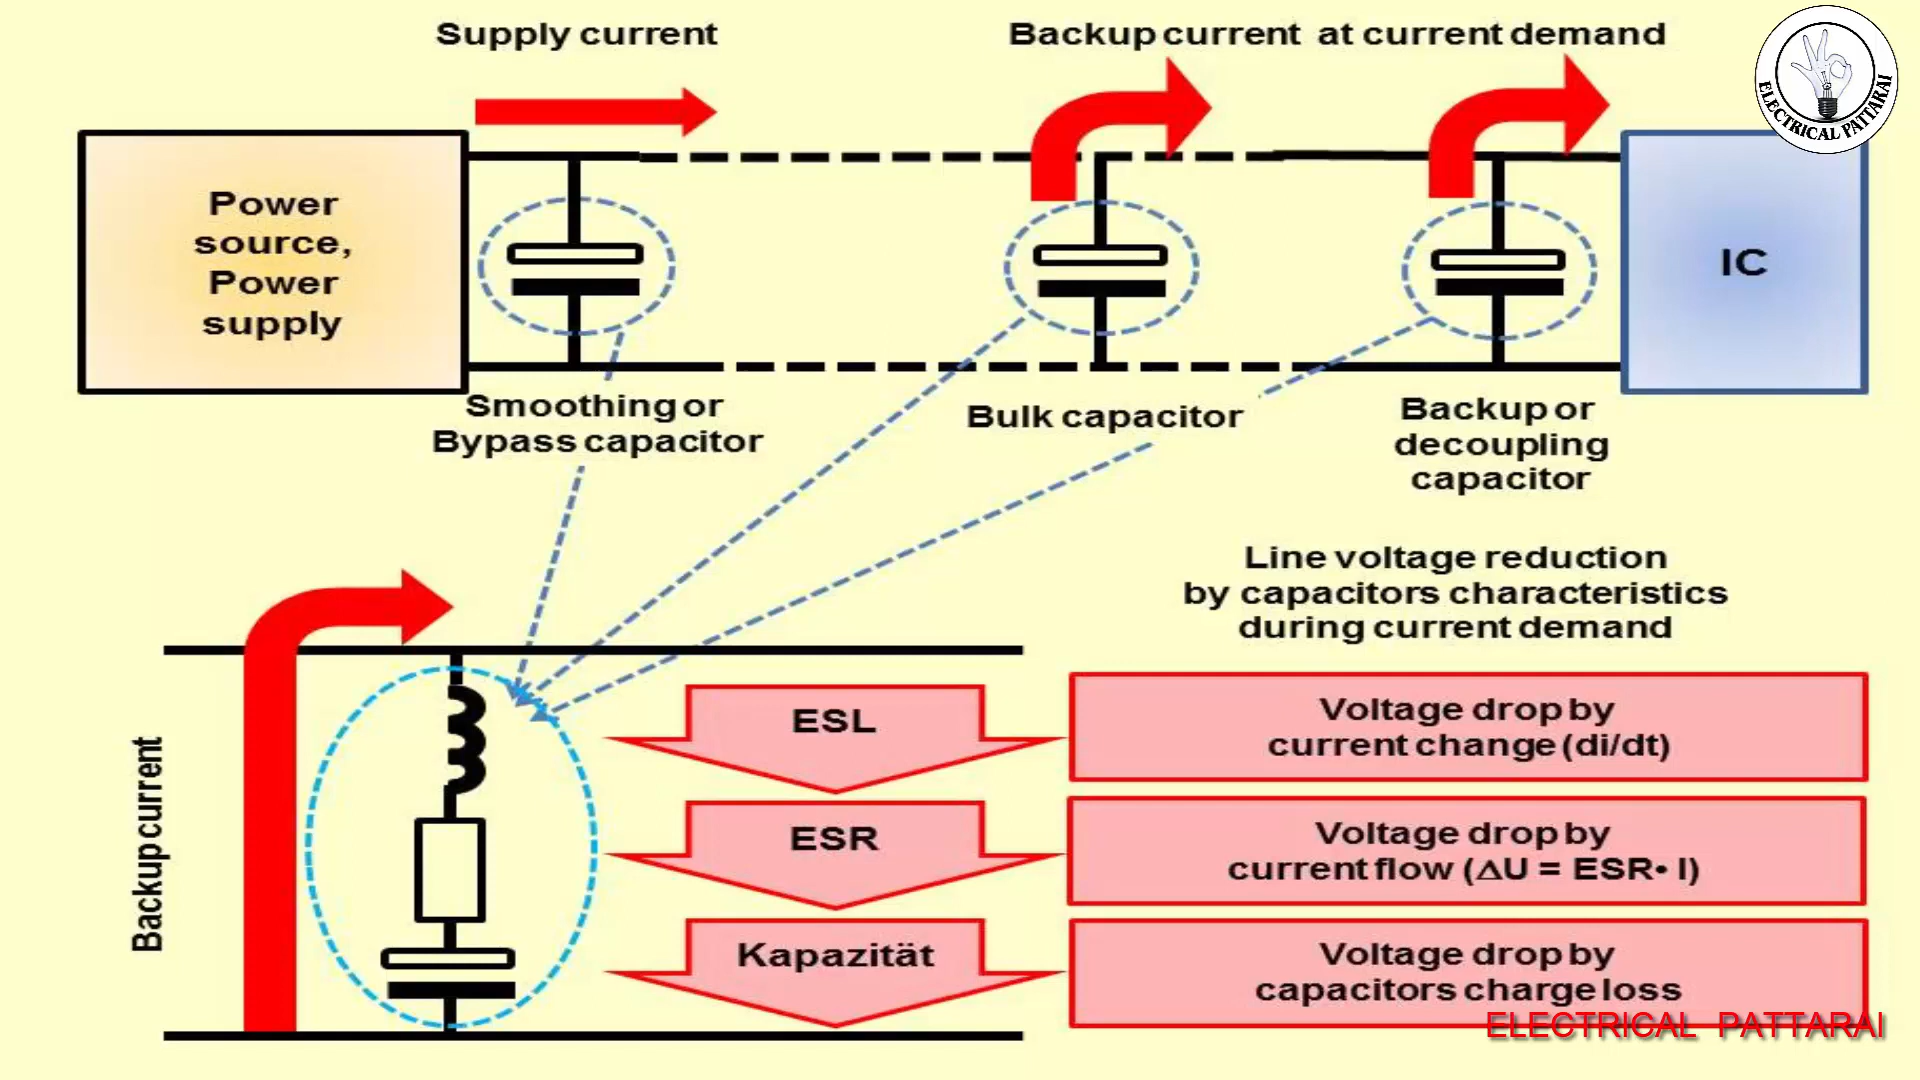 Supply current
Backup current at current demand
ELECTRICAL PATTARAI
Power
source,
Power
supply
IC
Smoothing or
Bypass capacitor
Bulk capacitor
Backup or
decoupling
capacitor
Line voltage reduction
by capacitors characteristics
during current demand
Backup current
ESL
Voltage drop by
current change (di/dt)
ESR
Voltage drop by
current flow (ΔU = ESR• I)
Kapazität
Voltage drop by
capacitors charge loss
ELECTRICAL PATTARAI